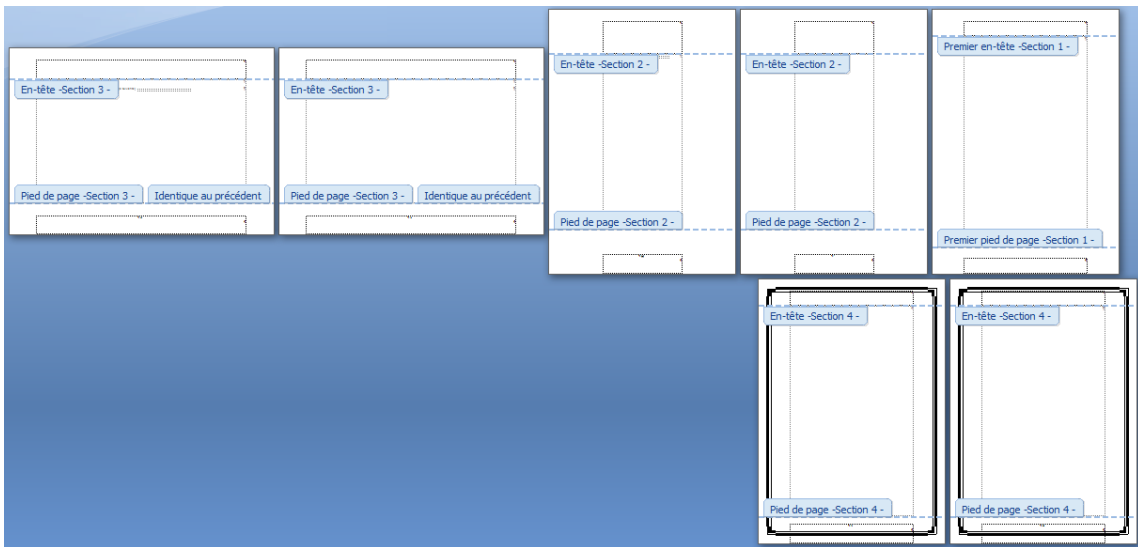 Premier en-tête -Section 1 -
Premier pied de page -Section 1 -
En-tête -Section 2 -
Pied de page -Section 2 -
En-tête -Section 2 -
Pied de page -Section 2 -
En-tête -Section 3 -
Pied de page -Section 3 - Identique au précédent
En-tête -Section 3 -
Pied de page -Section 3 - Identique au précédent
En-tête -Section 4 -
Pied de page -Section 4 -
En-tête -Section 4 -
Pied de page -Section 4 -